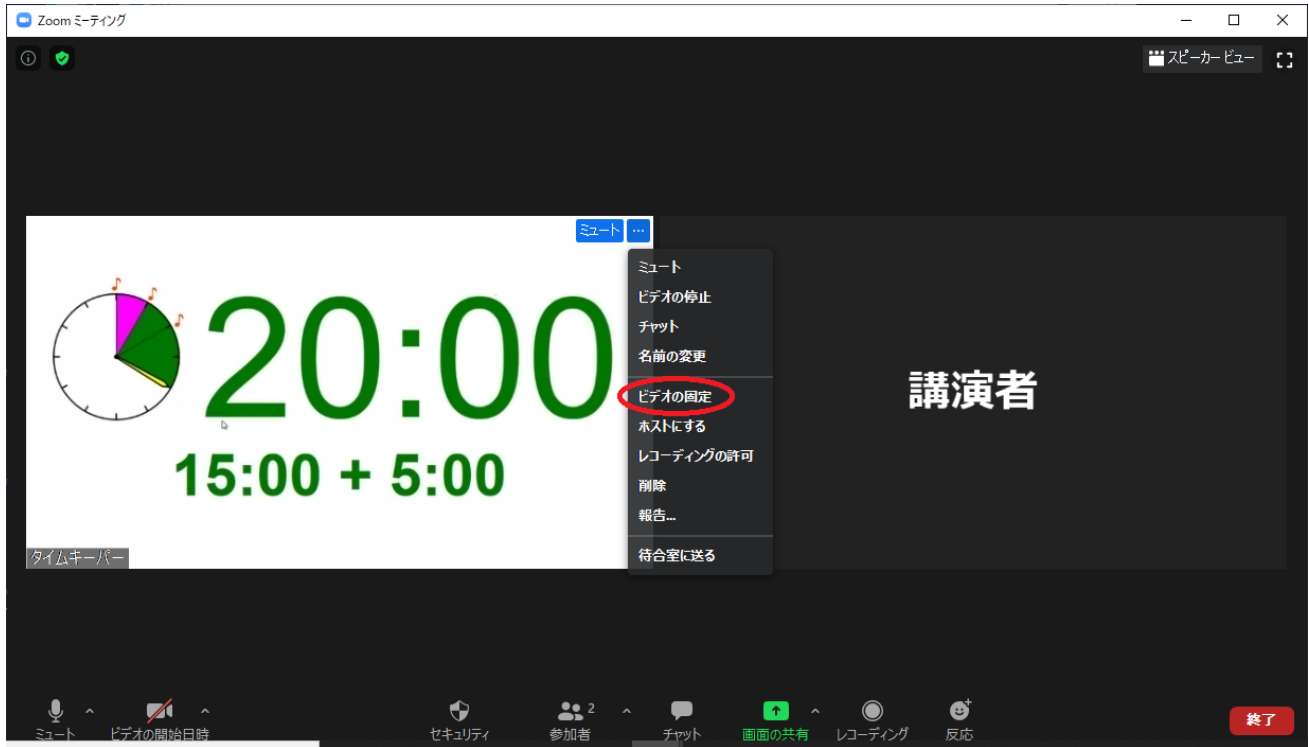 Zoom ミーティング
スピーカー ビュー
ミュート ...
20:00
15:00 + 5:00
タイムキーパー
ミュート
ビデオの停止
チャット
名前の変更
ビデオの固定
ホストにする
レコーディングの許可
削除
報告...
待合室に送る
講演者
ミュート
ビデオの開始日時
セキュリティ
参加者 2
チャット
画面の共有
レコーディング
反応
終了